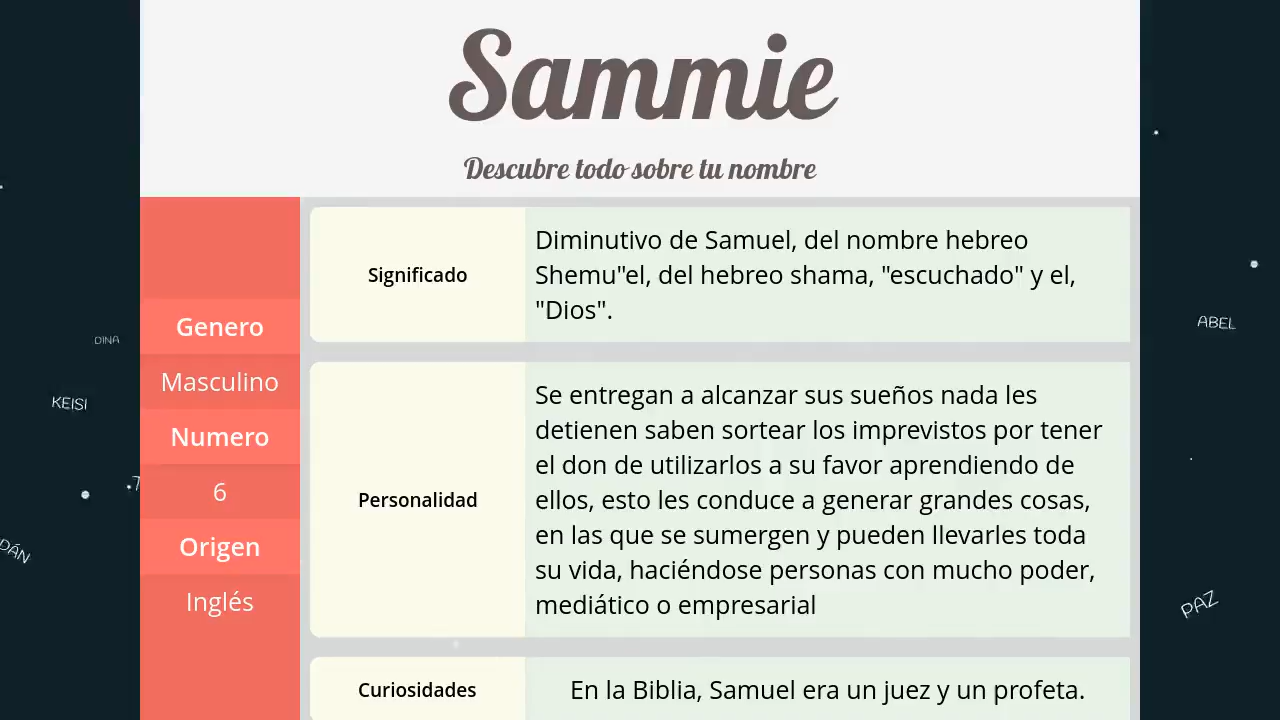 Sammie
Descubre todo sobre tu nombre
Genero
Masculino
Numero
6
Origen
Inglés
Significado
Diminutivo de Samuel, del nombre hebreo
Shemu"el, del hebreo shama, "escuchado" y el,
"Dios".
Personalidad
Se entregan a alcanzar sus sueños nada les
detienen saben sortear los imprevistos por tener
el don de utilizarlos a su favor aprendiendo de
ellos, esto les conduce a generar grandes cosas,
en las que se sumergen y pueden llevarles toda
su vida, haciéndose personas con mucho poder,
mediático o empresarial
Curiosidades
En la Biblia, Samuel era un juez y un profeta.
DINA
KEISI
DÁN
ABEL
PAZ